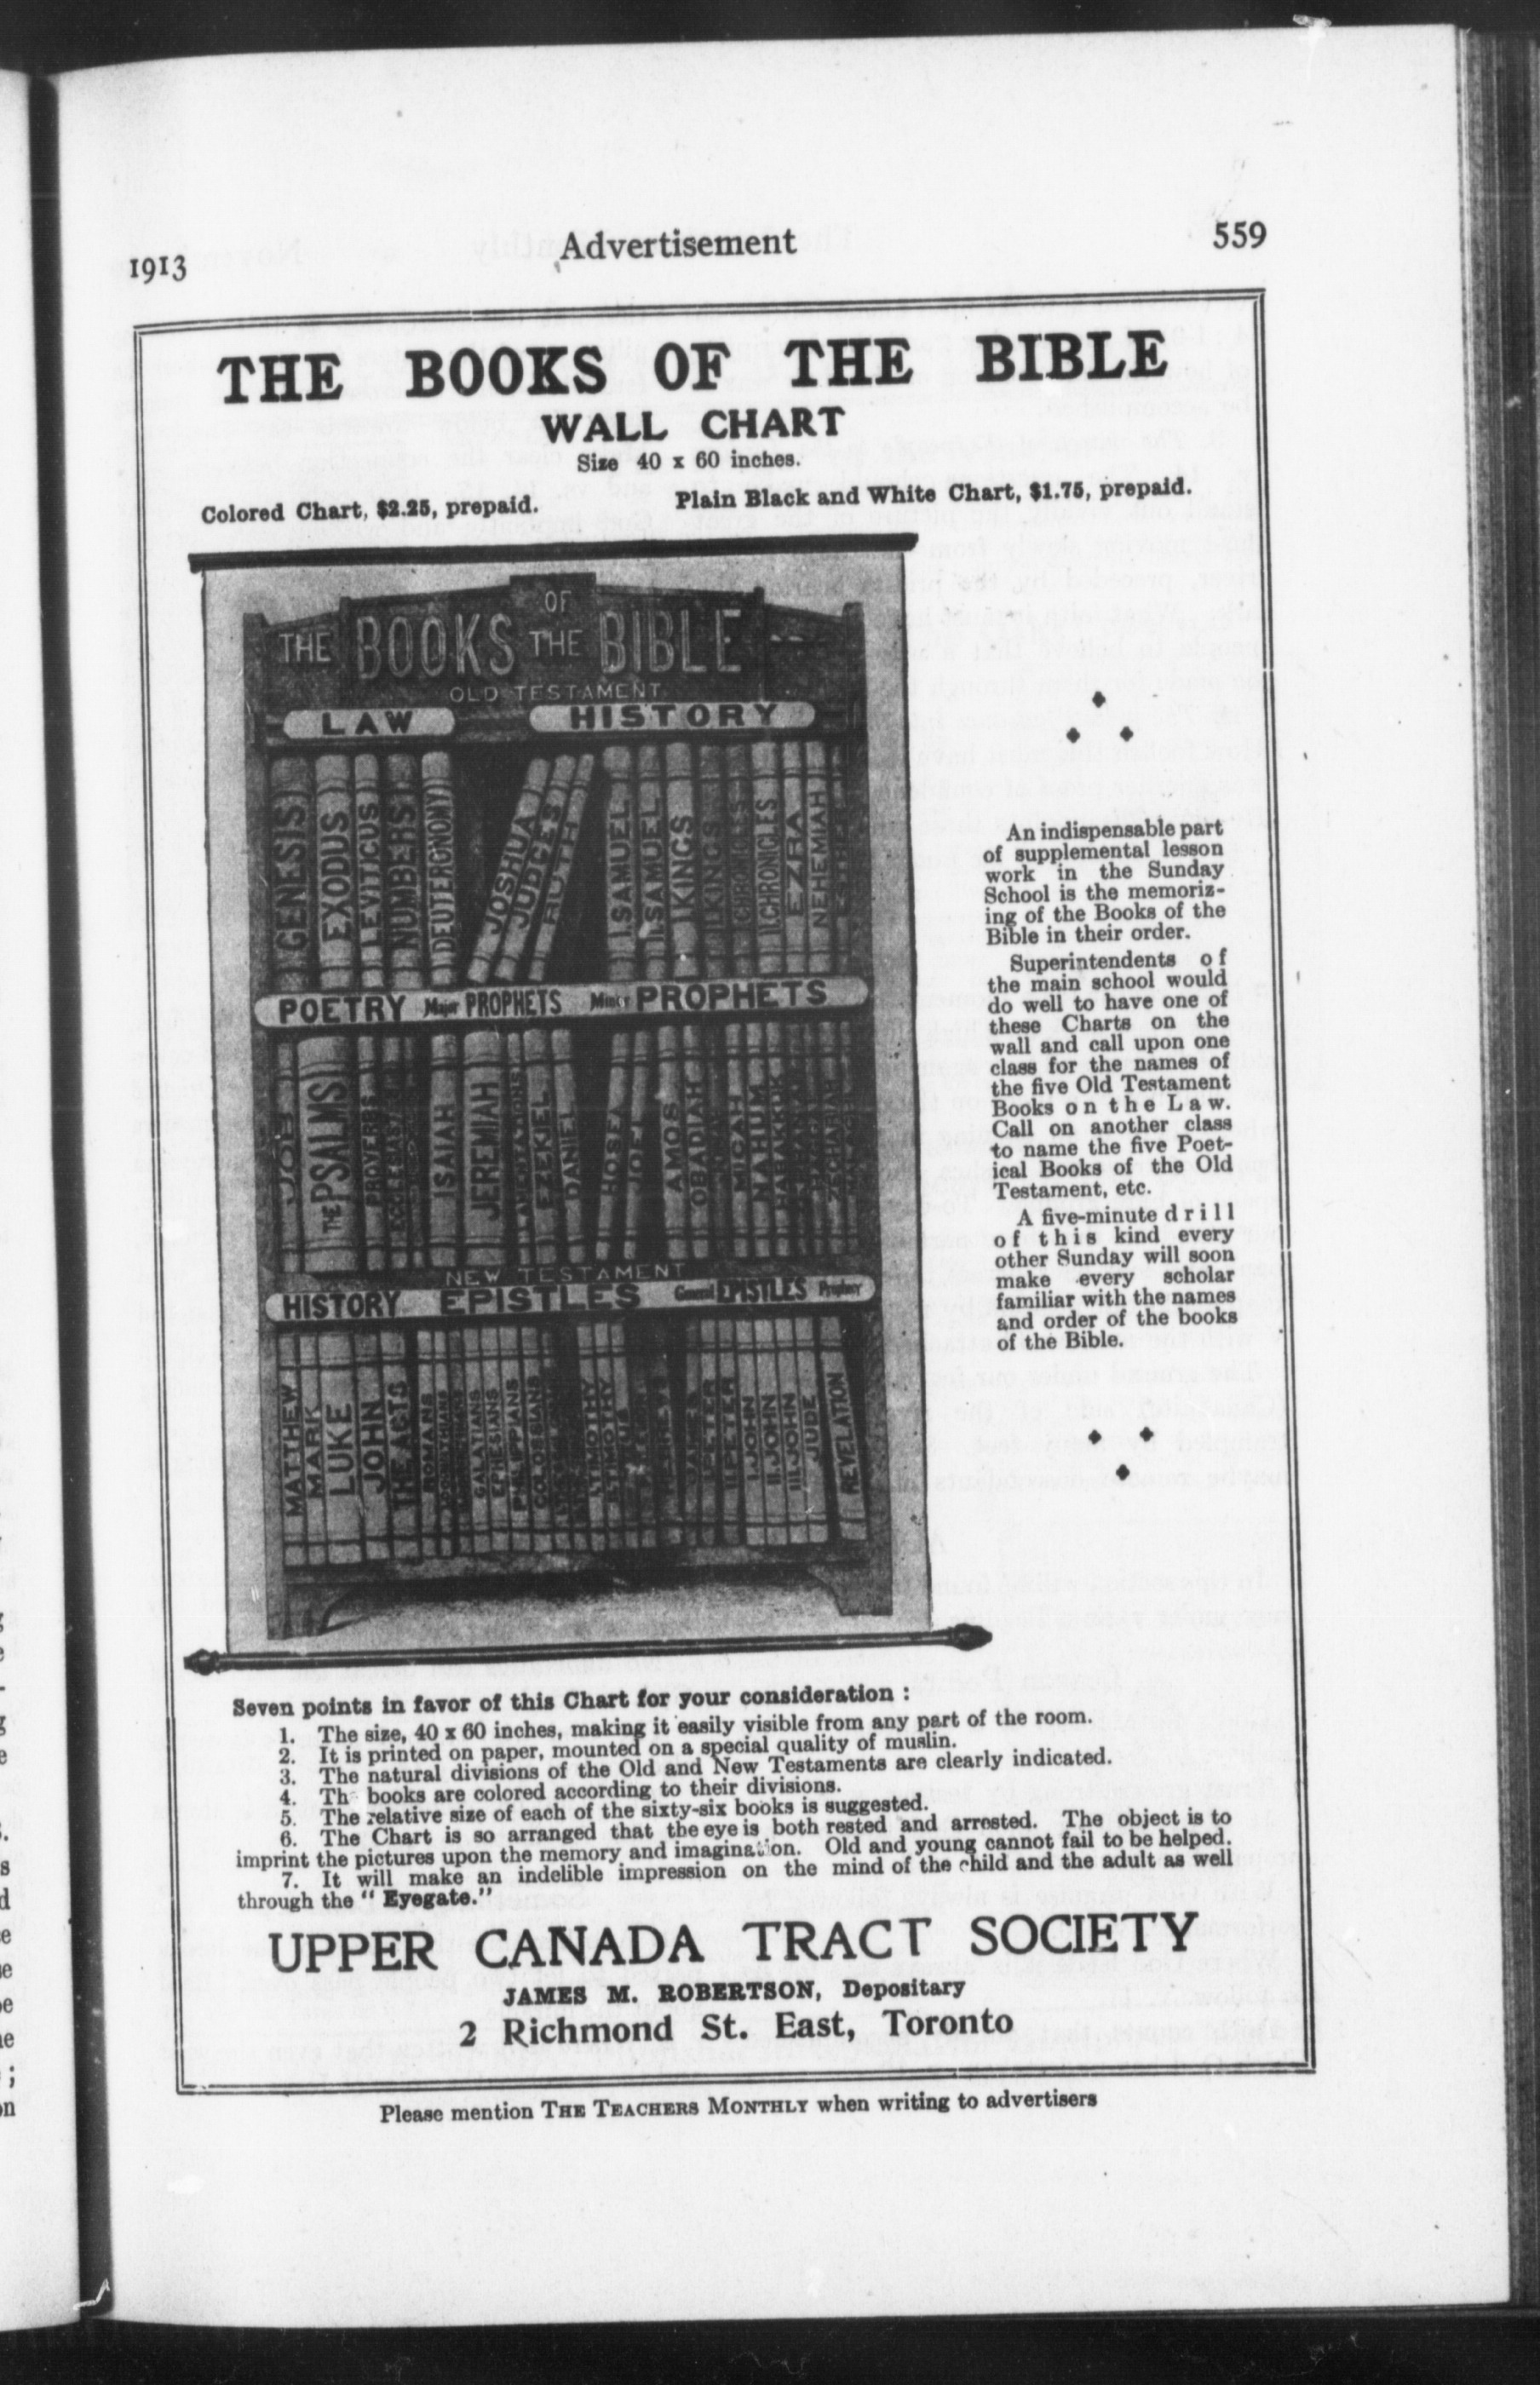 1913
Advertisement
559
THE BOOKS OF THE BIBLE
WALL CHART
Size 40 x 60 inches.
Colored Chart, $2.25, prepaid.
Plain Black and White Chart, $1.75, prepaid.
THE BOOKS OF THE BIBLE
OLD TESTAMENT
LAW
HISTORY
GENESIS
EXODUS
LEVITICUS
NUMBERS
DEUTERONOMY
JOSHUA
JUDGES
RUTH
I.SAMUEL
II.SAMUEL
I.KINGS
II.KINGS
I.CHRONICLES
II.CHRONICLES
EZRA
NEHEMIAH
ESTHER
POETRY
Major PROPHETS
Minor PROPHETS
JOB
THE PSALMS
PROVERBS
ISAIAH
JEREMIAH
LAMENTATIONS
EZEKIEL
DANIEL
HOSEA
JOEL
AMOS
OBADIAH
JONAH
MICAH
NAHUM
HABAKKUK
ZECHARIAH
NEW TESTAMENT
HISTORY
EPISTLES
General EPISTLES
Prophecy
MATTHEW
MARK
LUKE
JOHN
THE ACTS
ROMANS
GALATIANS
EPHESIANS
PHILIPPIANS
COLOSSIANS
I.TIMOTHY
II.TIMOTHY
HEBREWS
JAMES
I.PETER
II.PETER
I.JOHN
II.JOHN
III.JOHN
JUDE
REVELATION
An indispensable part
of supplemental lesson
work in the Sunday
School is the memoriz-
ing of the Books of the
Bible in their order.
Superintendents of
the main school would
do well to have one of
these Charts on the
wall and call upon one
class for the names of
the five Old Testament
Books on the Law.
Call on another class
to name the five Poet-
ical Books of the Old
Testament, etc.
A five-minute drill
of this kind every
other Sunday will soon
make every scholar
familiar with the names
and order of the books
of the Bible.
Seven points in favor of this Chart for your consideration :
1. The size, 40 x 60 inches, making it easily visible from any part of the room.
2. It is printed on paper, mounted on a special quality of muslin.
3. The natural divisions of the Old and New Testaments are clearly indicated.
4. Th books are colored according to their divisions.
5. The relative size of each of the sixty-six books is suggested.
6. The Chart is so arranged that the eye is both rested and arrested. The object is to
imprint the pictures upon the memory and imagination. Old and young cannot fail to be helped.
7. It will make an indelible impression on the mind of the child and the adult as well
through the "Eyegate."
UPPER CANADA TRACT SOCIETY
JAMES M. ROBERTSON, Depositary
2 Richmond St. East, Toronto
Please mention THE TEACHERS MONTHLY when writing to advertisers